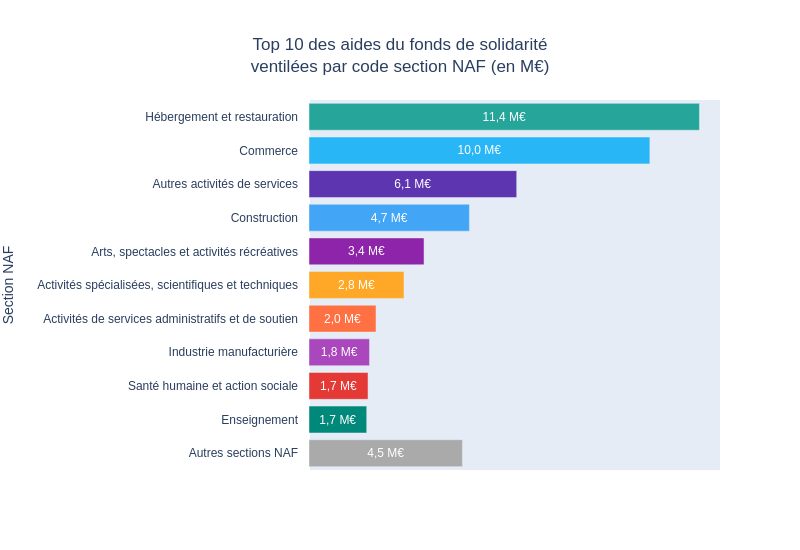 Top 10 des aides du fonds de solidarité
ventilées par code section NAF (en M€)
Section NAF
Hébergement et restauration 11,4 M€
Commerce 10,0 M€
Autres activités de services 6,1 M€
Construction 4,7 M€
Arts, spectacles et activités récréatives 3,4 M€
Activités spécialisées, scientifiques et techniques 2,8 M€
Activités de services administratifs et de soutien 2,0 M€
Industrie manufacturière 1,8 M€
Santé humaine et action sociale 1,7 M€
Enseignement 1,7 M€
Autres sections NAF 4,5 M€